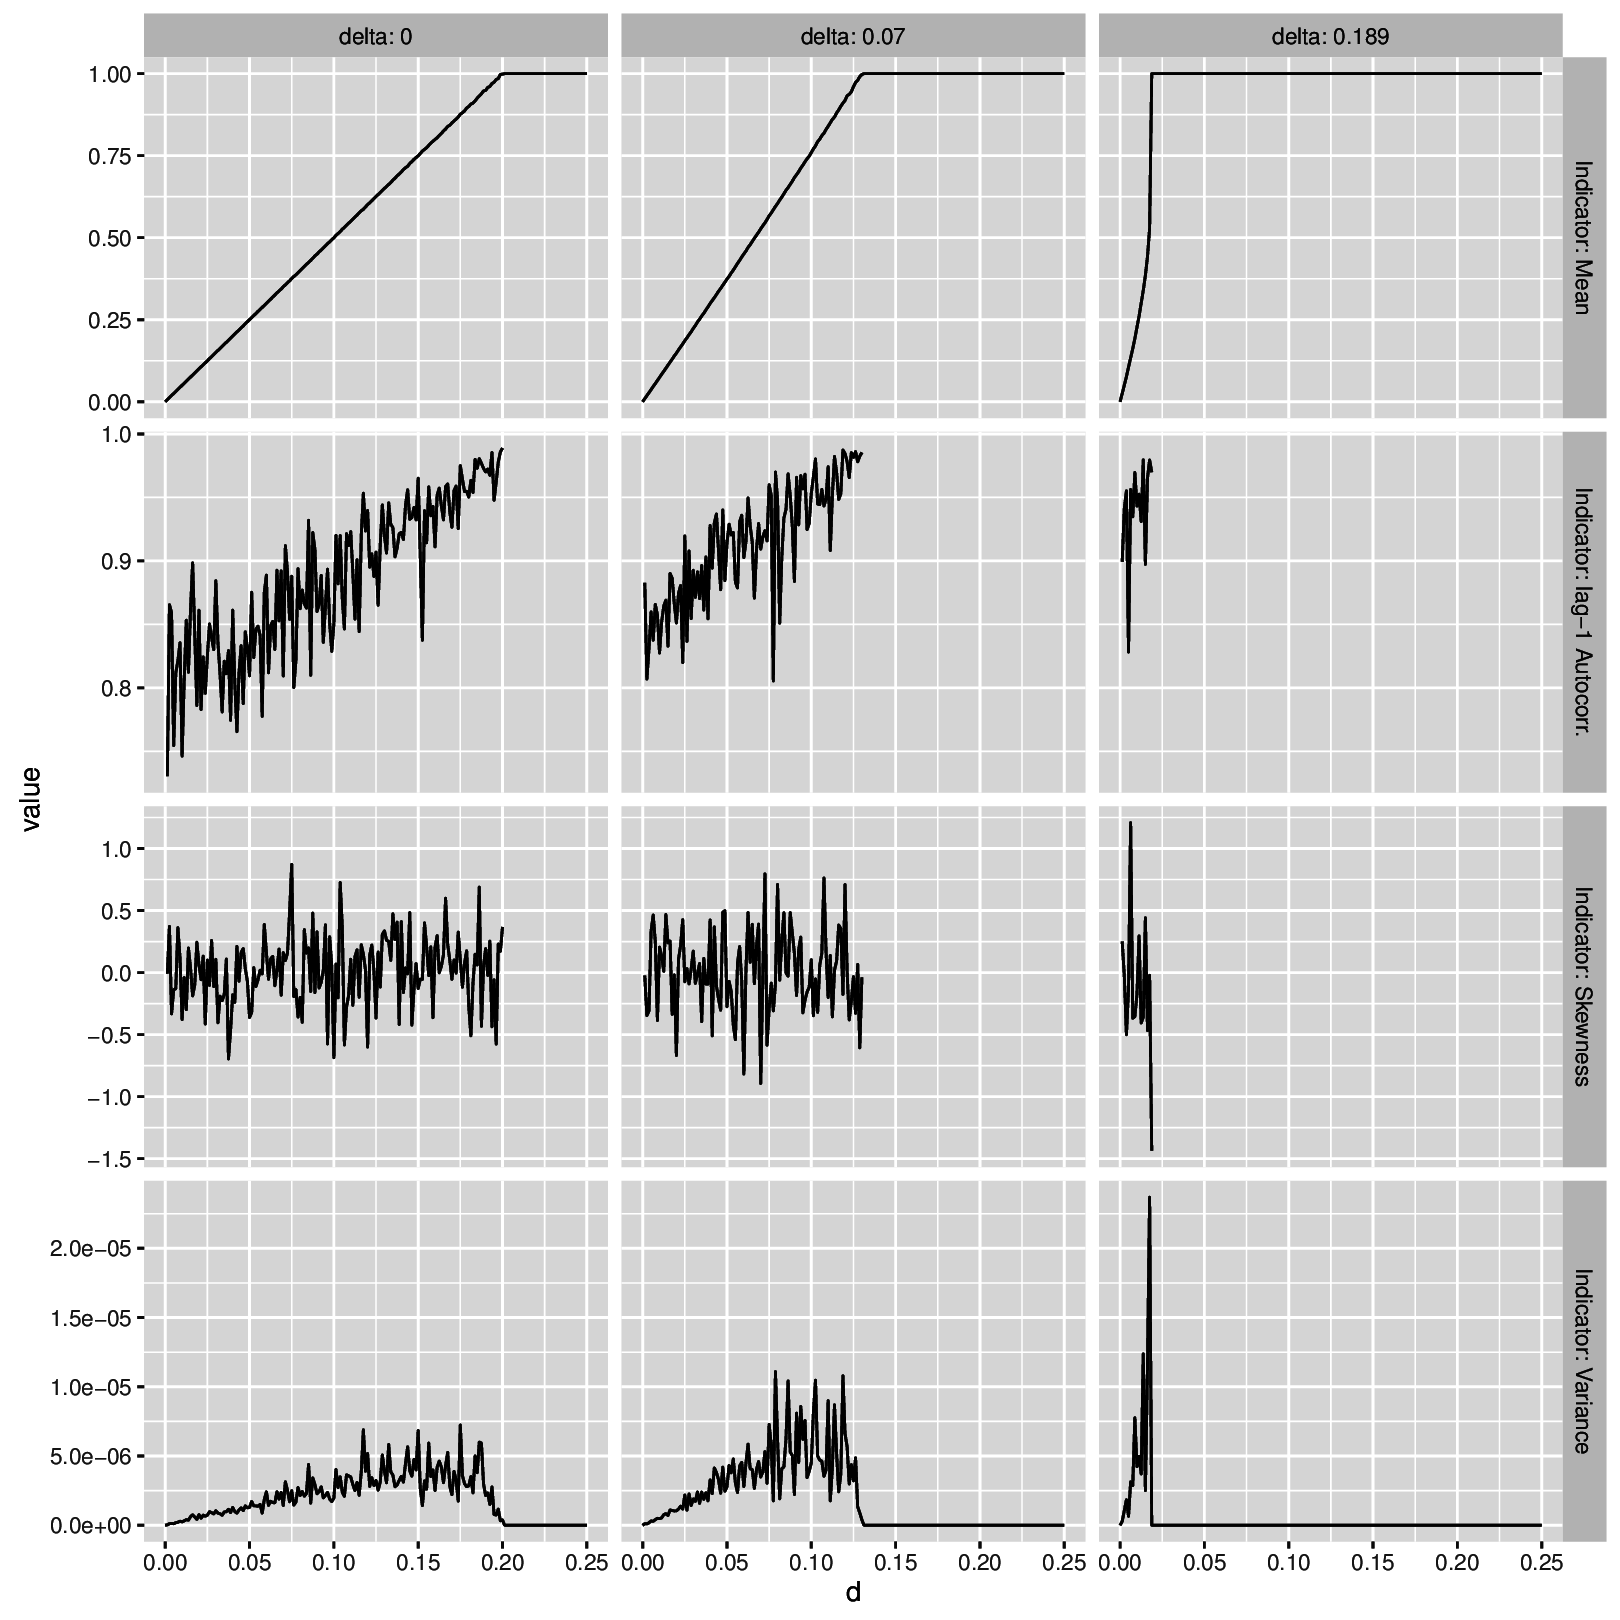 delta: 0
delta: 0.07
delta: 0.189
1.00
0.75
0.50
0.25
0.00
Indicator: Mean
1.0
0.9
0.8
Indicator: lag−1 Autocorr.
value
1.0
0.5
0.0
−0.5
−1.0
−1.5
Indicator: Skewness
2.0e−05
1.5e−05
1.0e−05
5.0e−06
0.0e+00
Indicator: Variance
0.00 0.05 0.10 0.15 0.20 0.25
0.00 0.05 0.10 0.15 0.20 0.25
0.00 0.05 0.10 0.15 0.20 0.25
d